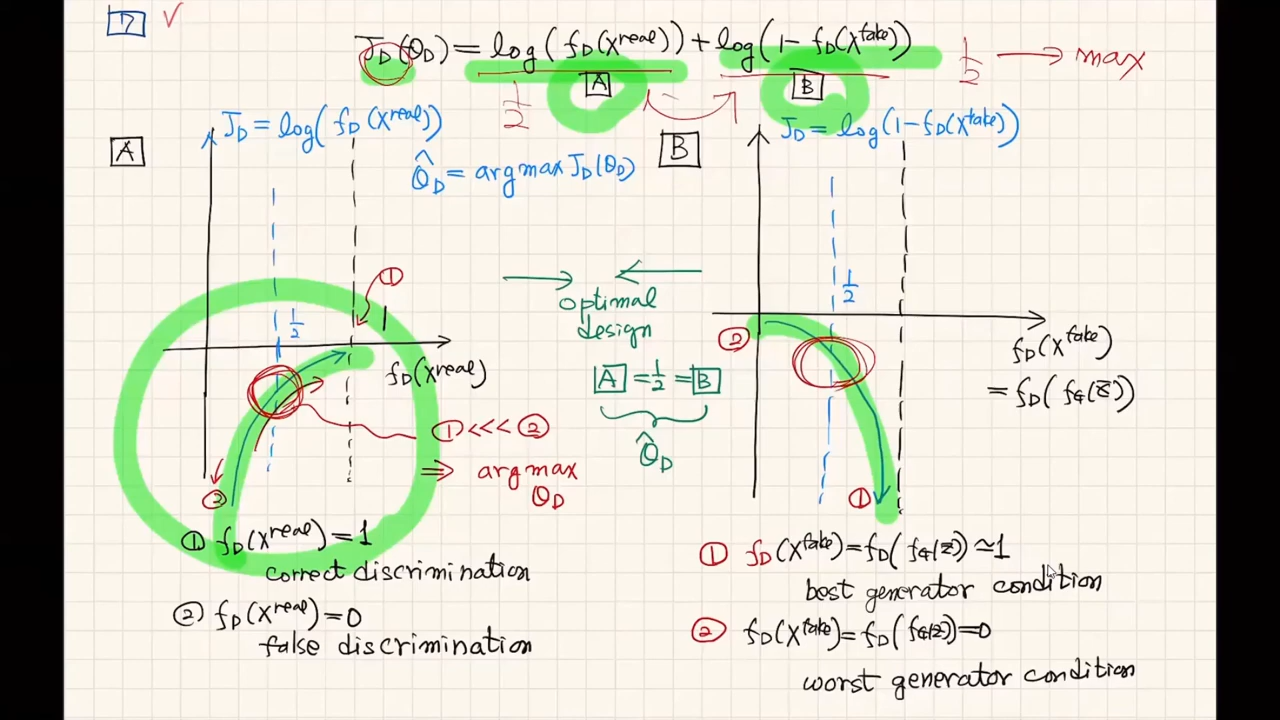 D ✓
J_D(θ_D) = log(f_D(x^real)) + log(1 - f_D(x^fake))
1/2 → max
A
B
1/2
J_D = log(f_D(x^real))
J_D = log(1 - f_D(x^fake))
A
θ̂_D = argmax J_D(θ_D)
B
①
1/2
1
1/2
optimal
design
②
f_D(x^real)
f_D(x^fake)
= f_D(f_G(z))
A = 1/2 = B
① <<< ②
θ̂_D
⇒ argmax
θ_D
②
①
① f_D(x^real) = 1
correct discrimination
② f_D(x^real) = 0
false discrimination
① f_D(x^fake) = f_D(f_G(z)) ≃ 1
best generator condition
② f_D(x^fake) = f_D(f_G(z)) = 0
worst generator condition